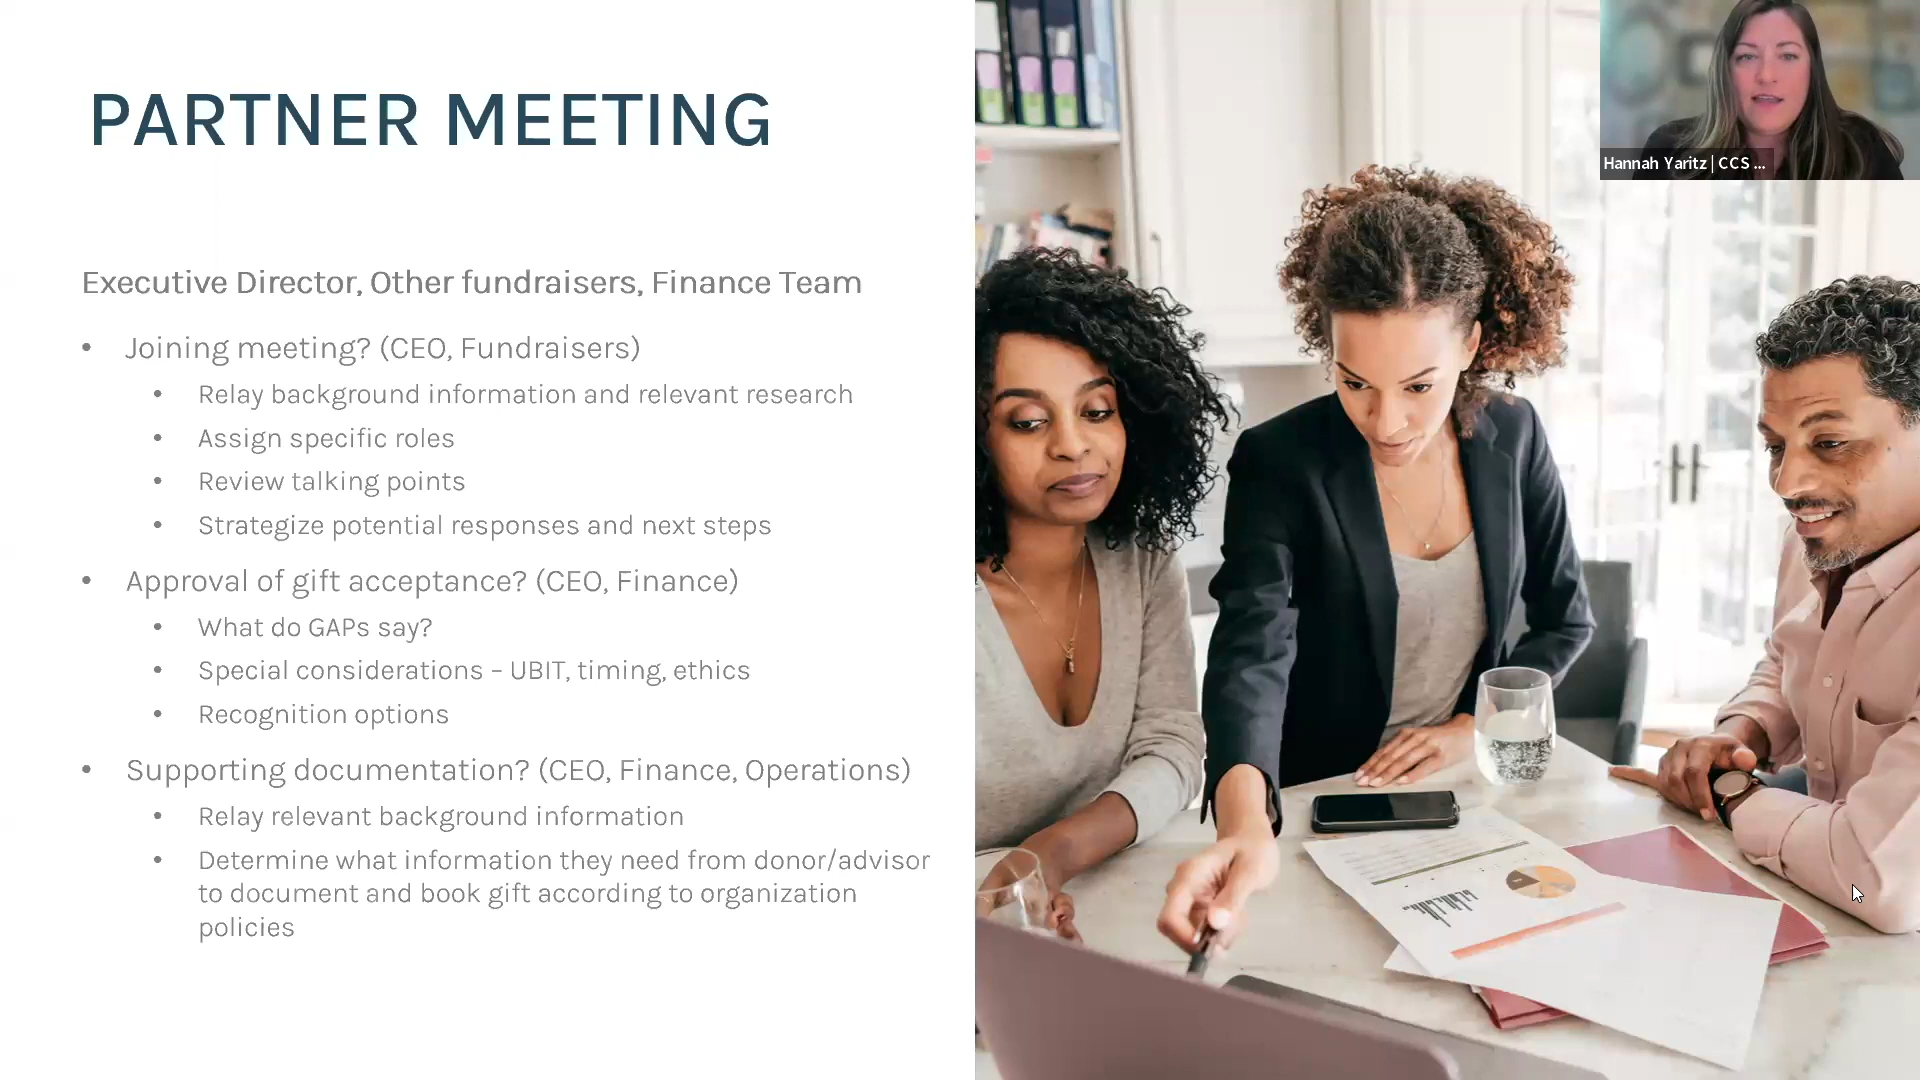 PARTNER MEETING
Hannah Yaritz | CCS ...
Executive Director, Other fundraisers, Finance Team
• Joining meeting? (CEO, Fundraisers)
• Relay background information and relevant research
• Assign specific roles
• Review talking points
• Strategize potential responses and next steps
• Approval of gift acceptance? (CEO, Finance)
• What do GAPs say?
• Special considerations – UBIT, timing, ethics
• Recognition options
• Supporting documentation? (CEO, Finance, Operations)
• Relay relevant background information
• Determine what information they need from donor/advisor
to document and book gift according to organization
policies